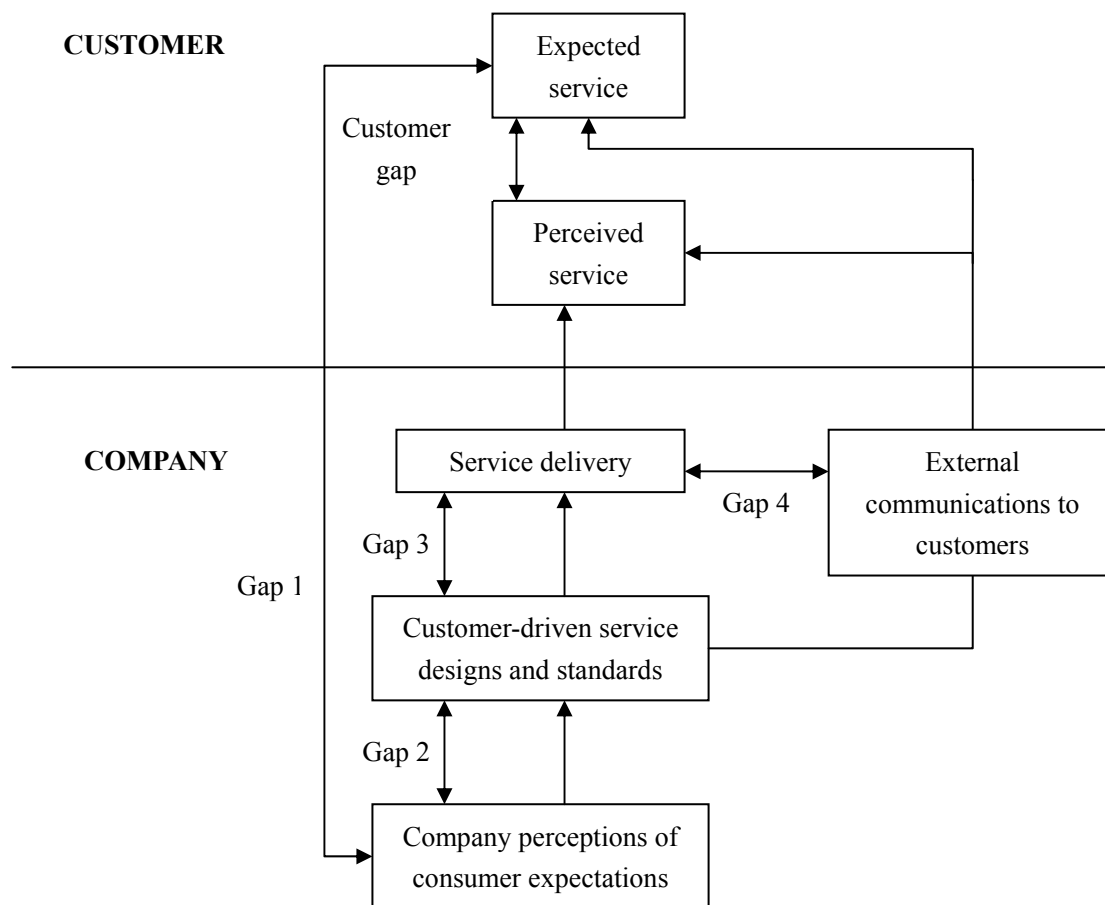 CUSTOMER
Expected
service
Customer
gap
Perceived
service
COMPANY
Service delivery
External
communications to
customers
Gap 4
Gap 3
Gap 1
Customer-driven service
designs and standards
Gap 2
Company perceptions of
consumer expectations